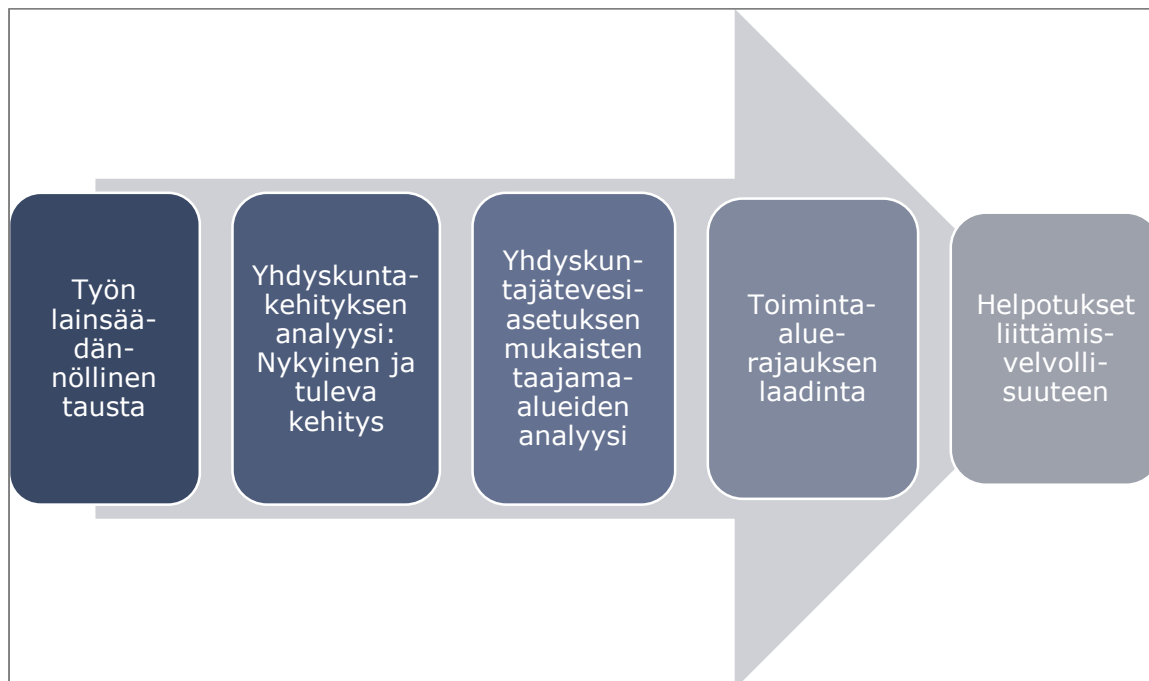 Työn
lainsää-
dän-
nöllinen
tausta
Yhdyskunta-
kehityksen
analyysi:
Nykyinen ja
tuleva
kehitys
Yhdyskun-
tajätevesi-
asetuksen
mukaisten
taajama-
alueiden
analyysi
Toiminta-
alue-
rajauksen
laadinta
Helpotukset
liittämis-
velvolli-
suuteen